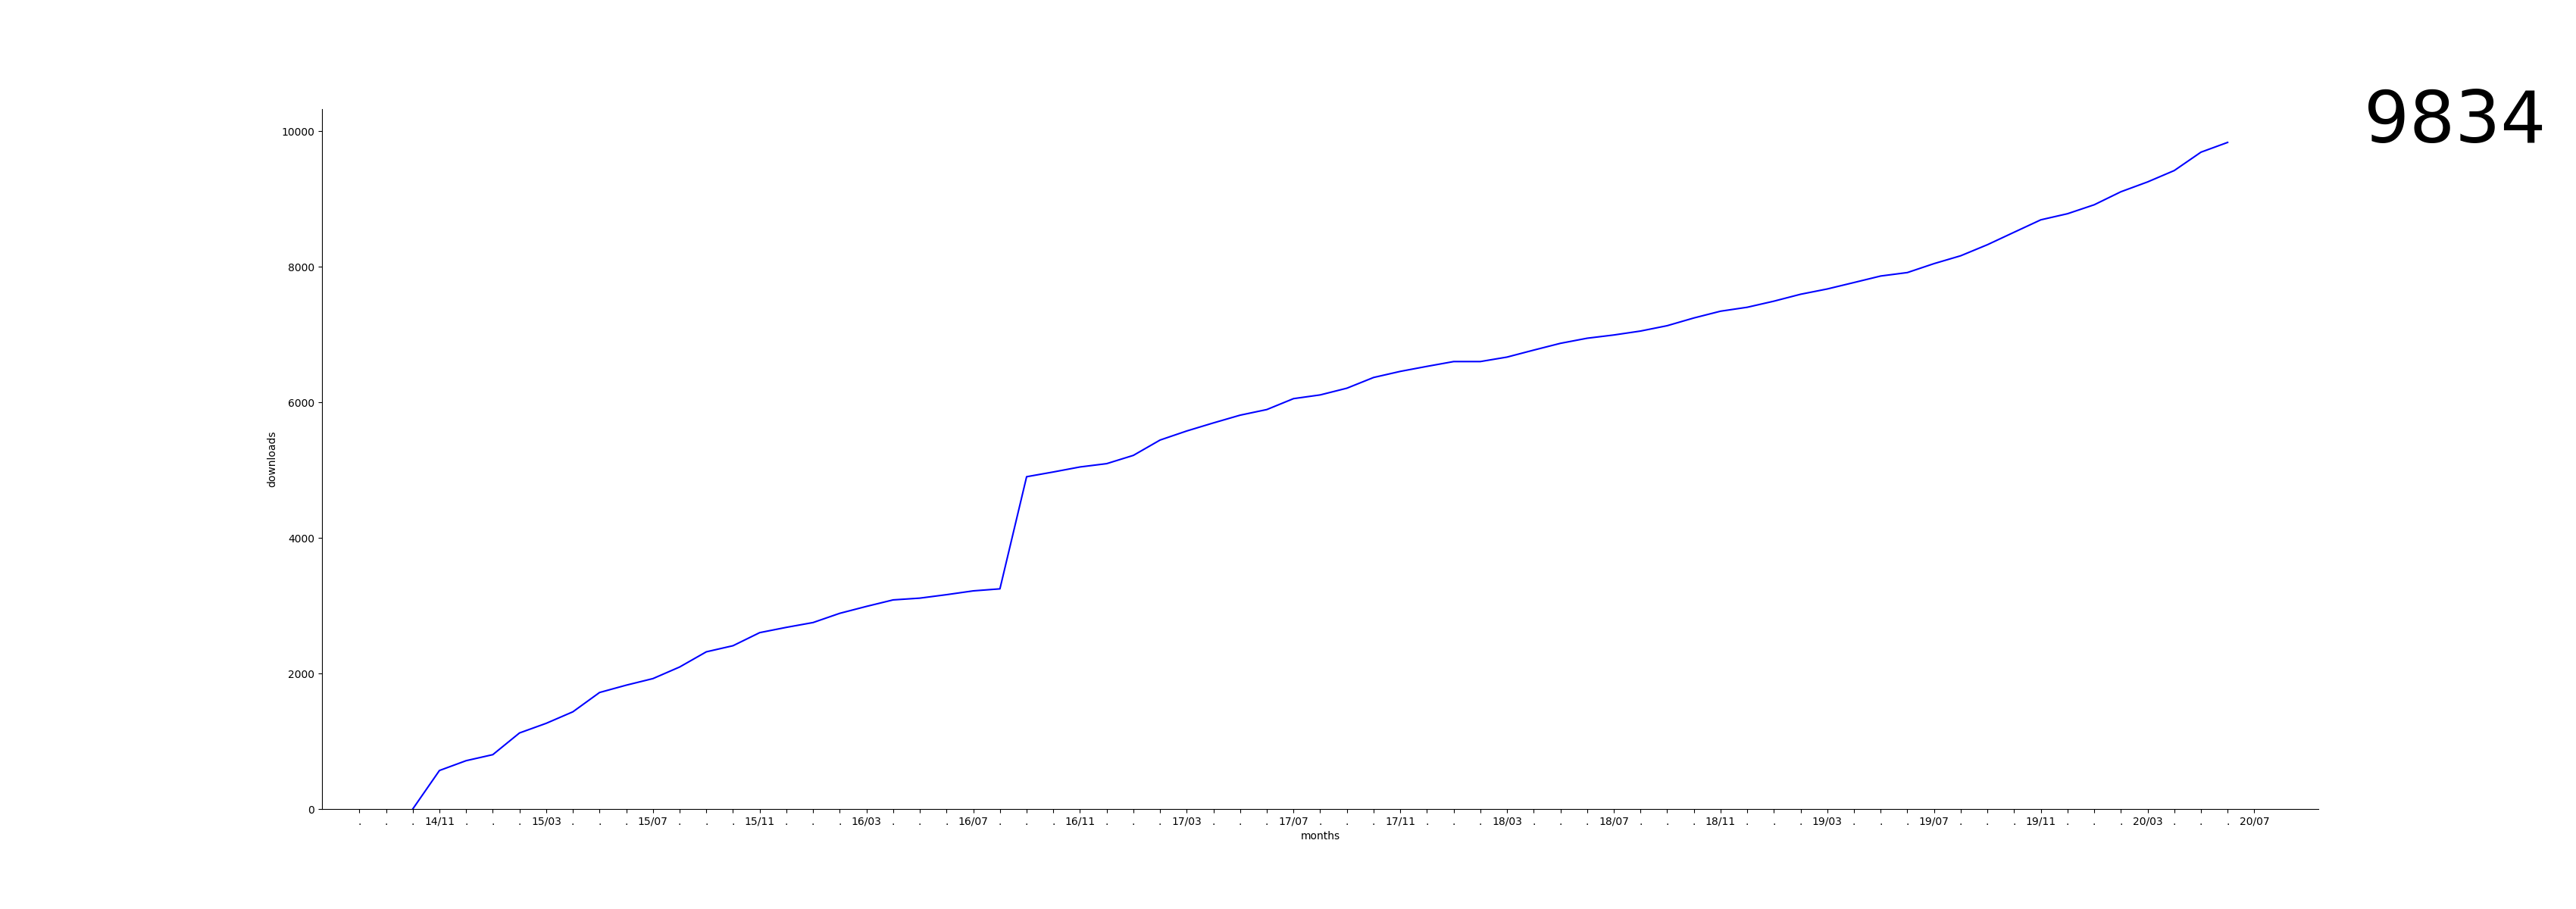 9834
10000
8000
6000
4000
2000
0
downloads
. . . 14/11 . . . 15/03 . . . 15/07 . . . 15/11 . . . 16/03 . . . 16/07 . . . 16/11 . . . 17/03 . . . 17/07 . . . 17/11 . . . 18/03 . . . 18/07 . . . 18/11 . . . 19/03 . . . 19/07 . . . 19/11 . . . 20/03 . . . 20/07
months